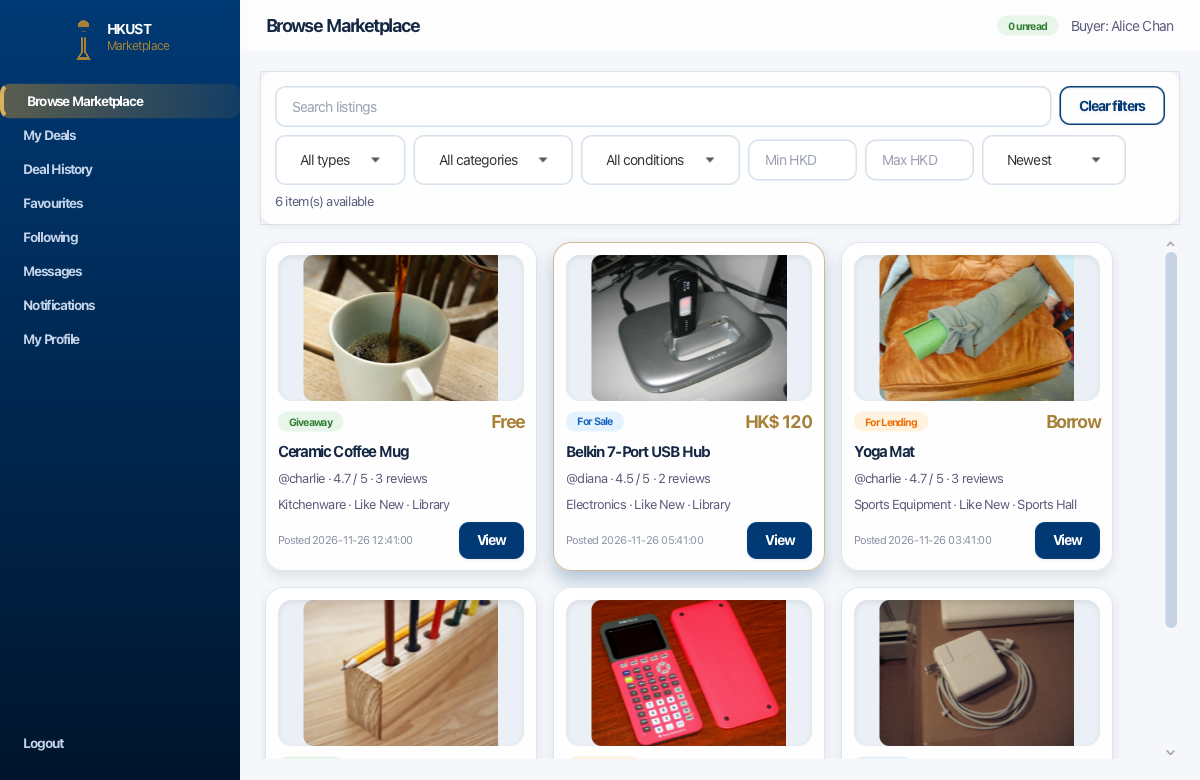 HKUST
Marketplace
Browse Marketplace
My Deals
Deal History
Favourites
Following
Messages
Notifications
My Profile
Logout
Browse Marketplace
0 unread
Buyer: Alice Chan
Search listings
Clear filters
All types
All categories
All conditions
Min HKD
Max HKD
Newest
6 item(s) available
Giveaway
Free
Ceramic Coffee Mug
@charlie · 4.7 / 5 · 3 reviews
Kitchenware · Like New · Library
Posted 2026-11-26 12:41:00
View
BELKIN
For Sale
HK$ 120
Belkin 7-Port USB Hub
@diana · 4.5 / 5 · 2 reviews
Electronics · Like New · Library
Posted 2026-11-26 05:41:00
View
For Lending
Borrow
Yoga Mat
@charlie · 4.7 / 5 · 3 reviews
Sports Equipment · Like New · Sports Hall
Posted 2026-11-26 03:41:00
View